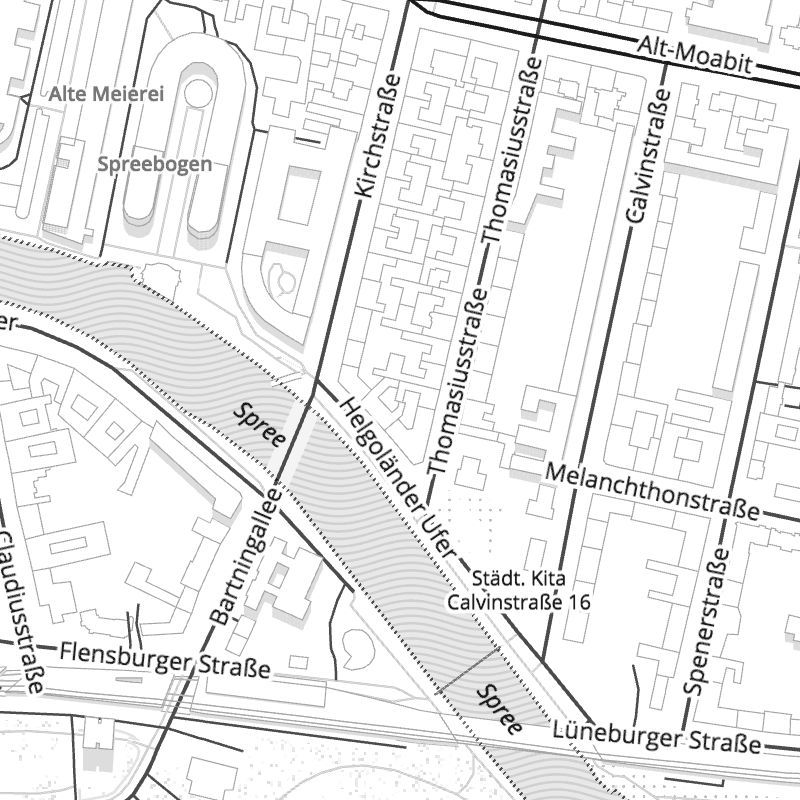 Alt-Moabit
Alte Meierei
Kirchstraße
Thomasiusstraße
Calvinstraße
Spreebogen
er
Thomasiusstraße
Spree
Helgoländer Ufer
Melanchthonstraße
Bartningallee
Claudiusstraße
Städt. Kita
Calvinstraße 16
Spenerstraße
Flensburger Straße
Spree
Lüneburger Straße